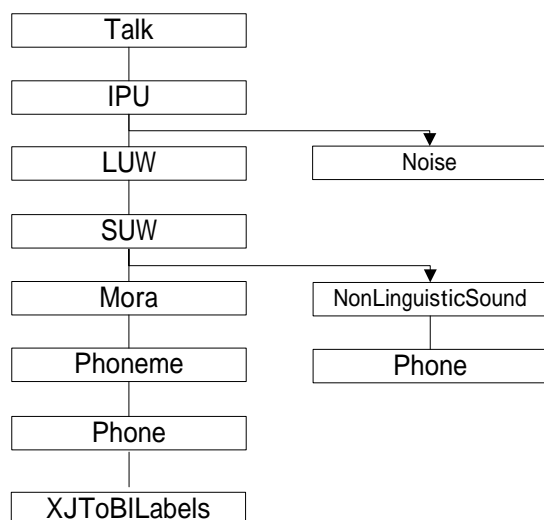 Talk
IPU
LUW
Noise
SUW
Mora
NonLinguisticSound
Phoneme
Phone
Phone
XJToBILabels